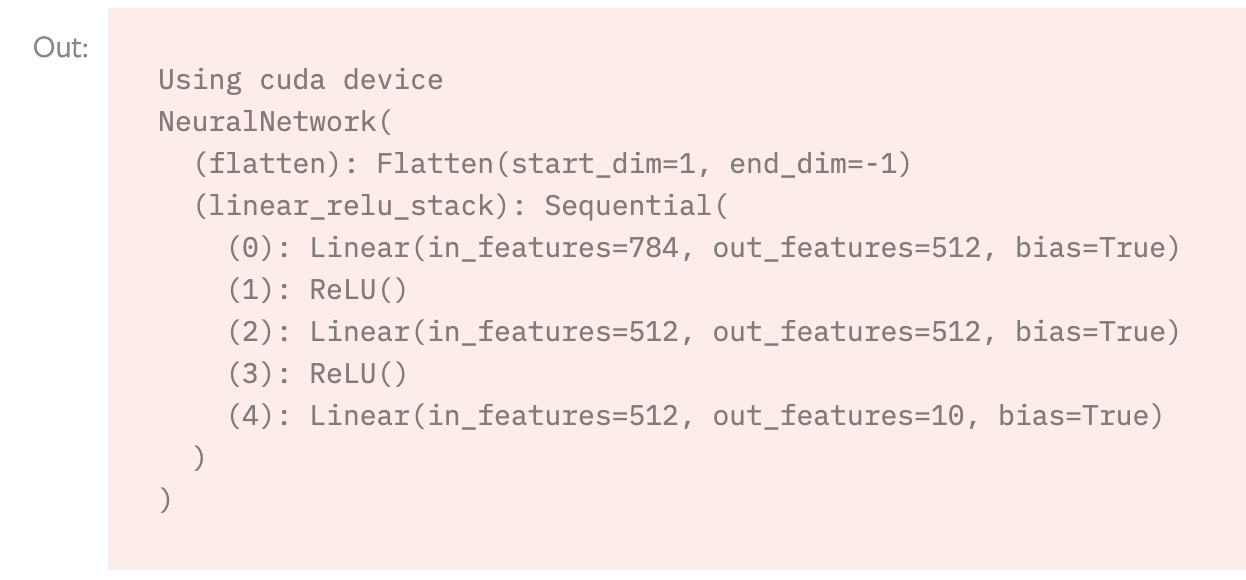 Out:
Using cuda device
NeuralNetwork(
  (flatten): Flatten(start_dim=1, end_dim=-1)
  (linear_relu_stack): Sequential(
    (0): Linear(in_features=784, out_features=512, bias=True)
    (1): ReLU()
    (2): Linear(in_features=512, out_features=512, bias=True)
    (3): ReLU()
    (4): Linear(in_features=512, out_features=10, bias=True)
  )
)